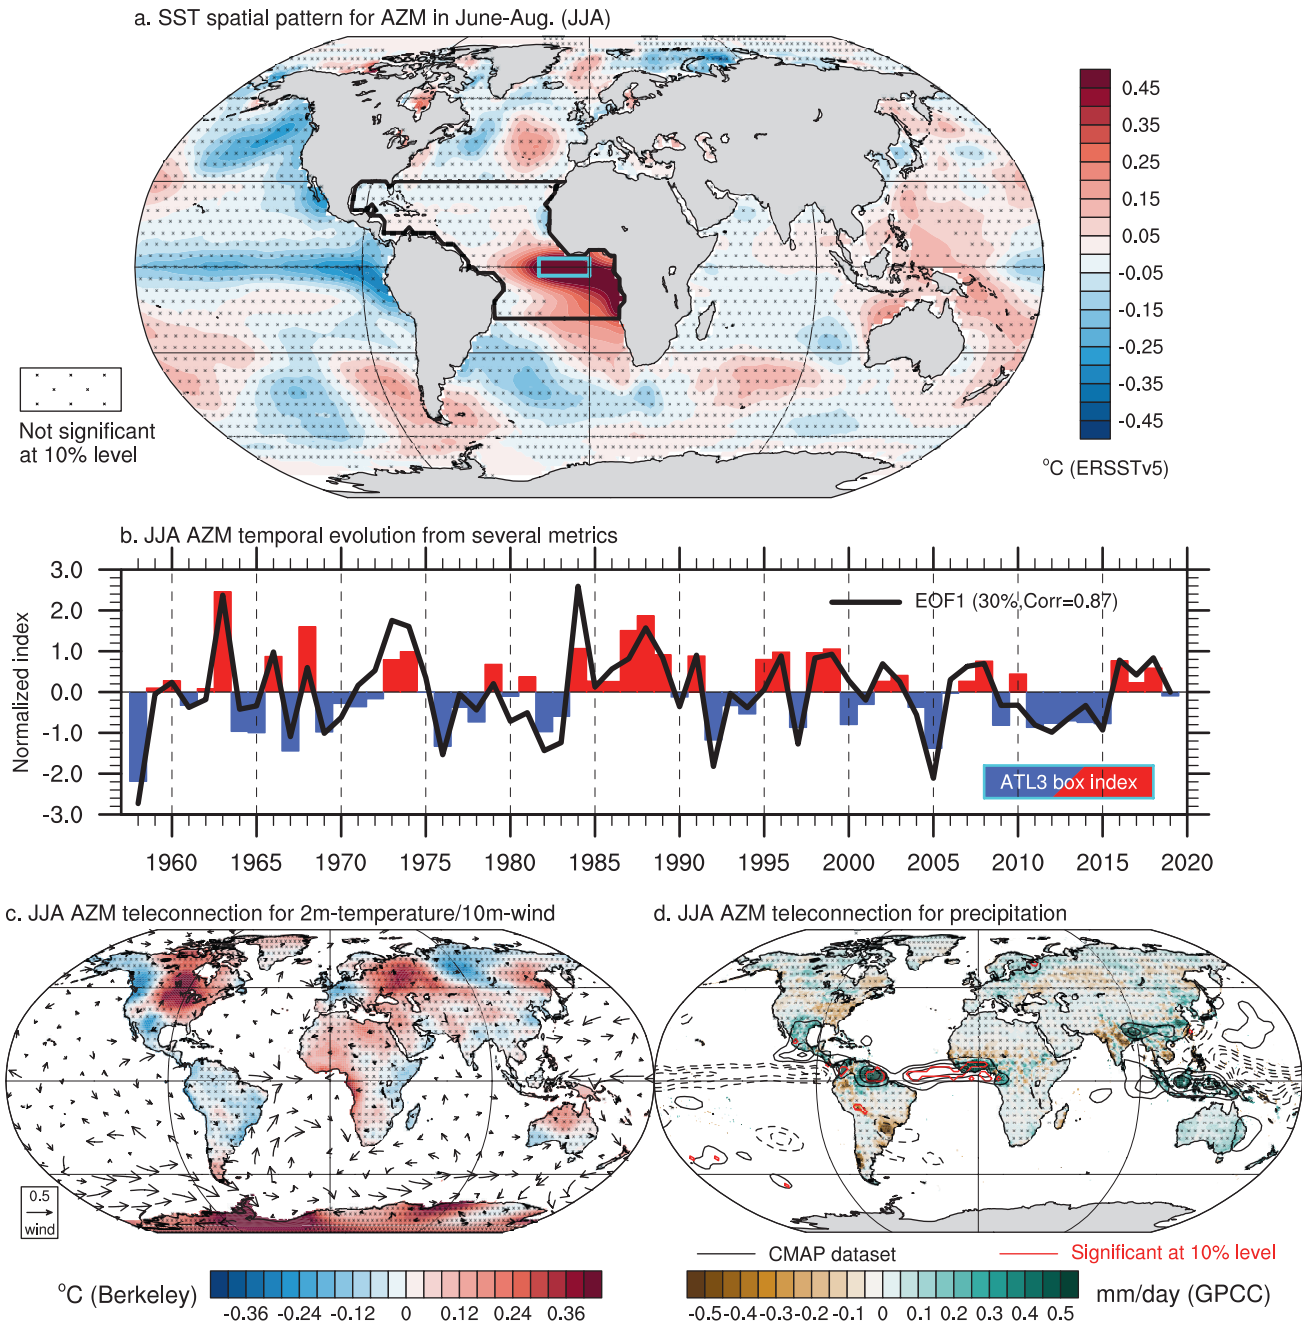 a. SST spatial pattern for AZM in June-Aug. (JJA)
0.45
0.35
0.25
0.15
0.05
-0.05
-0.15
-0.25
-0.35
-0.45
°C (ERSSTv5)
Not significant
at 10% level
b. JJA AZM temporal evolution from several metrics
Normalized index
3.0
2.0
1.0
0.0
-1.0
-2.0
-3.0
EOF1 (30%,Corr=0.87)
ATL3 box index
1960 1965 1970 1975 1980 1985 1990 1995 2000 2005 2010 2015 2020
c. JJA AZM teleconnection for 2m-temperature/10m-wind
0.5
wind
°C (Berkeley)
-0.36 -0.24 -0.12 0 0.12 0.24 0.36
d. JJA AZM teleconnection for precipitation
CMAP dataset
Significant at 10% level
-0.5 -0.4 -0.3 -0.2 -0.1 0 0.1 0.2 0.3 0.4 0.5
mm/day (GPCC)